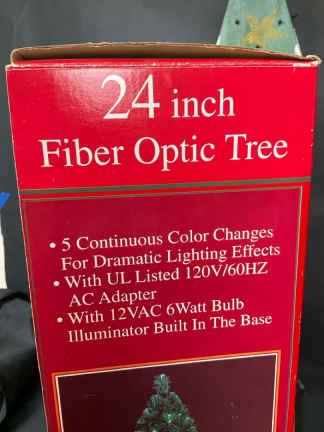 24 inch
Fiber Optic Tree
• 5 Continuous Color Changes
For Dramatic Lighting Effects
• With UL Listed 120V/60HZ
AC Adapter
• With 12VAC 6Watt Bulb
Illuminator Built In The Base